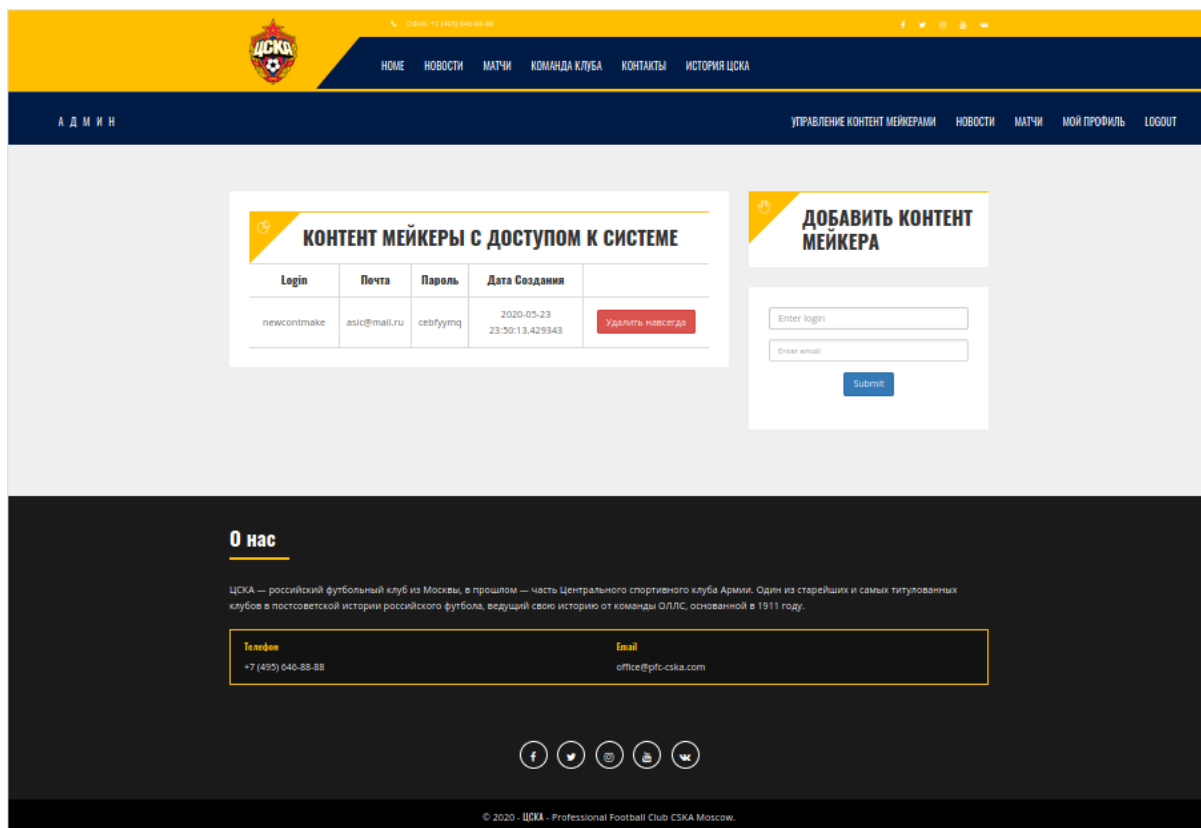 ОФИС +7 (495) 646-88-88
ЦСКА
HOME НОВОСТИ МАТЧИ КОМАНДА КЛУБА КОНТАКТЫ ИСТОРИЯ ЦСКА
АДМИН
УПРАВЛЕНИЕ КОНТЕНТ МЕЙКЕРАМИ НОВОСТИ МАТЧИ МОЙ ПРОФИЛЬ LOGOUT
КОНТЕНТ МЕЙКЕРЫ С ДОСТУПОМ К СИСТЕМЕ
Login Почта Пароль Дата Создания
newcontmake asic@mail.ru cebfyymq 2020-05-23
23:50:13.429343
Удалить навсегда
ДОБАВИТЬ КОНТЕНТ
МЕЙКЕРА
Enter login
Enter email
Submit
О нас
ЦСКА — российский футбольный клуб из Москвы, в прошлом — часть Центрального спортивного клуба Армии. Один из старейших и самых титулованных
клубов в постсоветской истории российского футбола, ведущий свою историю от команды ОЛЛС, основанной в 1911 году.
Телефон
+7 (495) 646-88-88
Email
office@pfc-cska.com
© 2020 - ЦСКА - Professional Football Club CSKA Moscow.